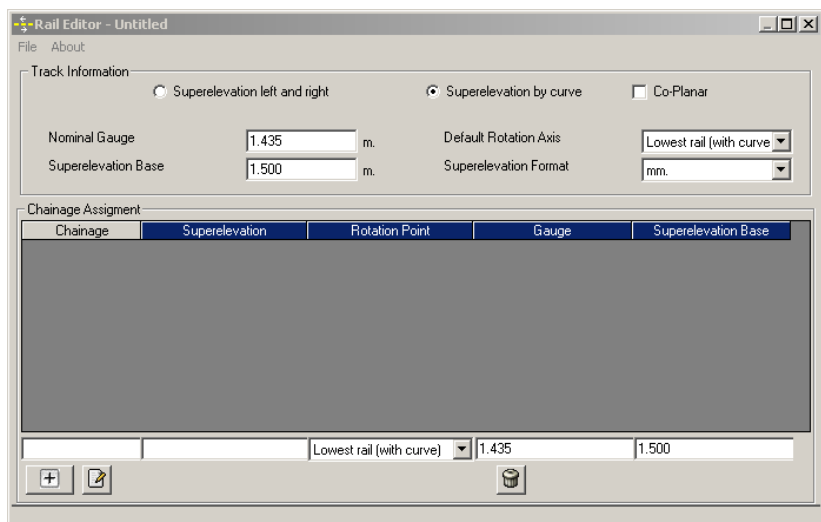 Rail Editor - Untitled
File About
Track Information
Superelevation left and right Superelevation by curve Co-Planar
Nominal Gauge 1.435 m. Default Rotation Axis Lowest rail (with curve
Superelevation Base 1.500 m. Superelevation Format mm.
Chainage Assigment
Chainage Superelevation Rotation Point Gauge Superelevation Base
Lowest rail (with curve) 1.435 1.500